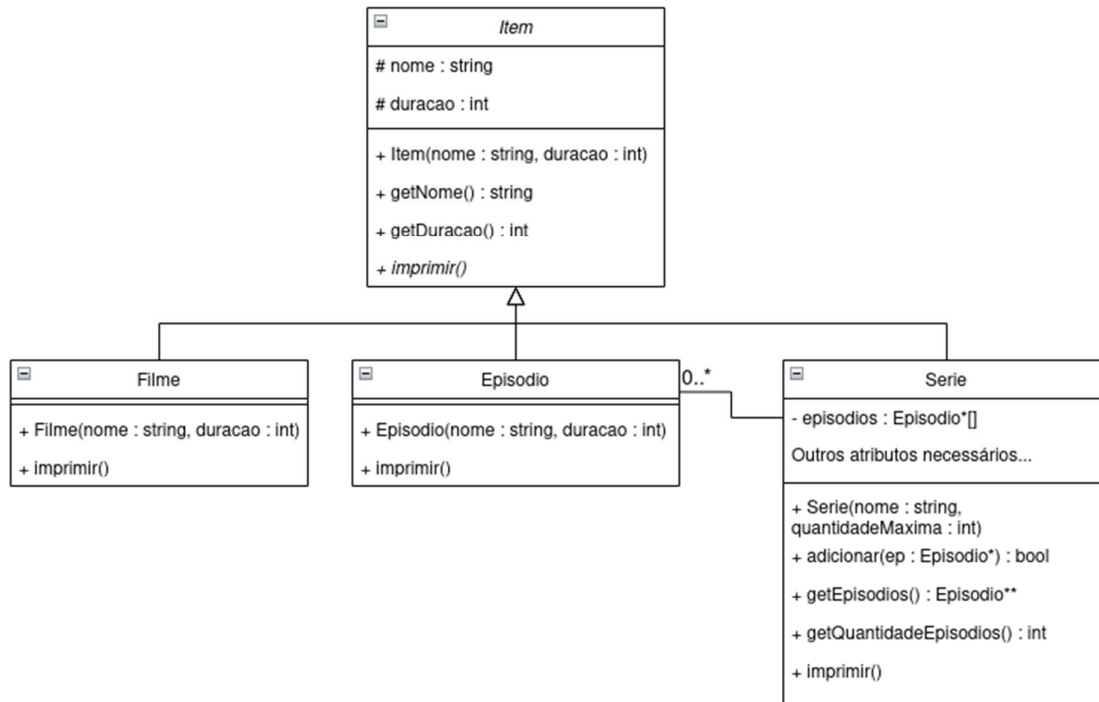 Item
# nome : string
# duracao : int
+ Item(nome : string, duracao : int)
+ getNome() : string
+ getDuracao() : int
+ imprimir()
Filme
+ Filme(nome : string, duracao : int)
+ imprimir()
Episodio
+ Episodio(nome : string, duracao : int)
+ imprimir()
0..*
Serie
- episodios : Episodio*[]
Outros atributos necessários...
+ Serie(nome : string,
quantidadeMaxima : int)
+ adicionar(ep : Episodio*) : bool
+ getEpisodios() : Episodio**
+ getQuantidadeEpisodios() : int
+ imprimir()